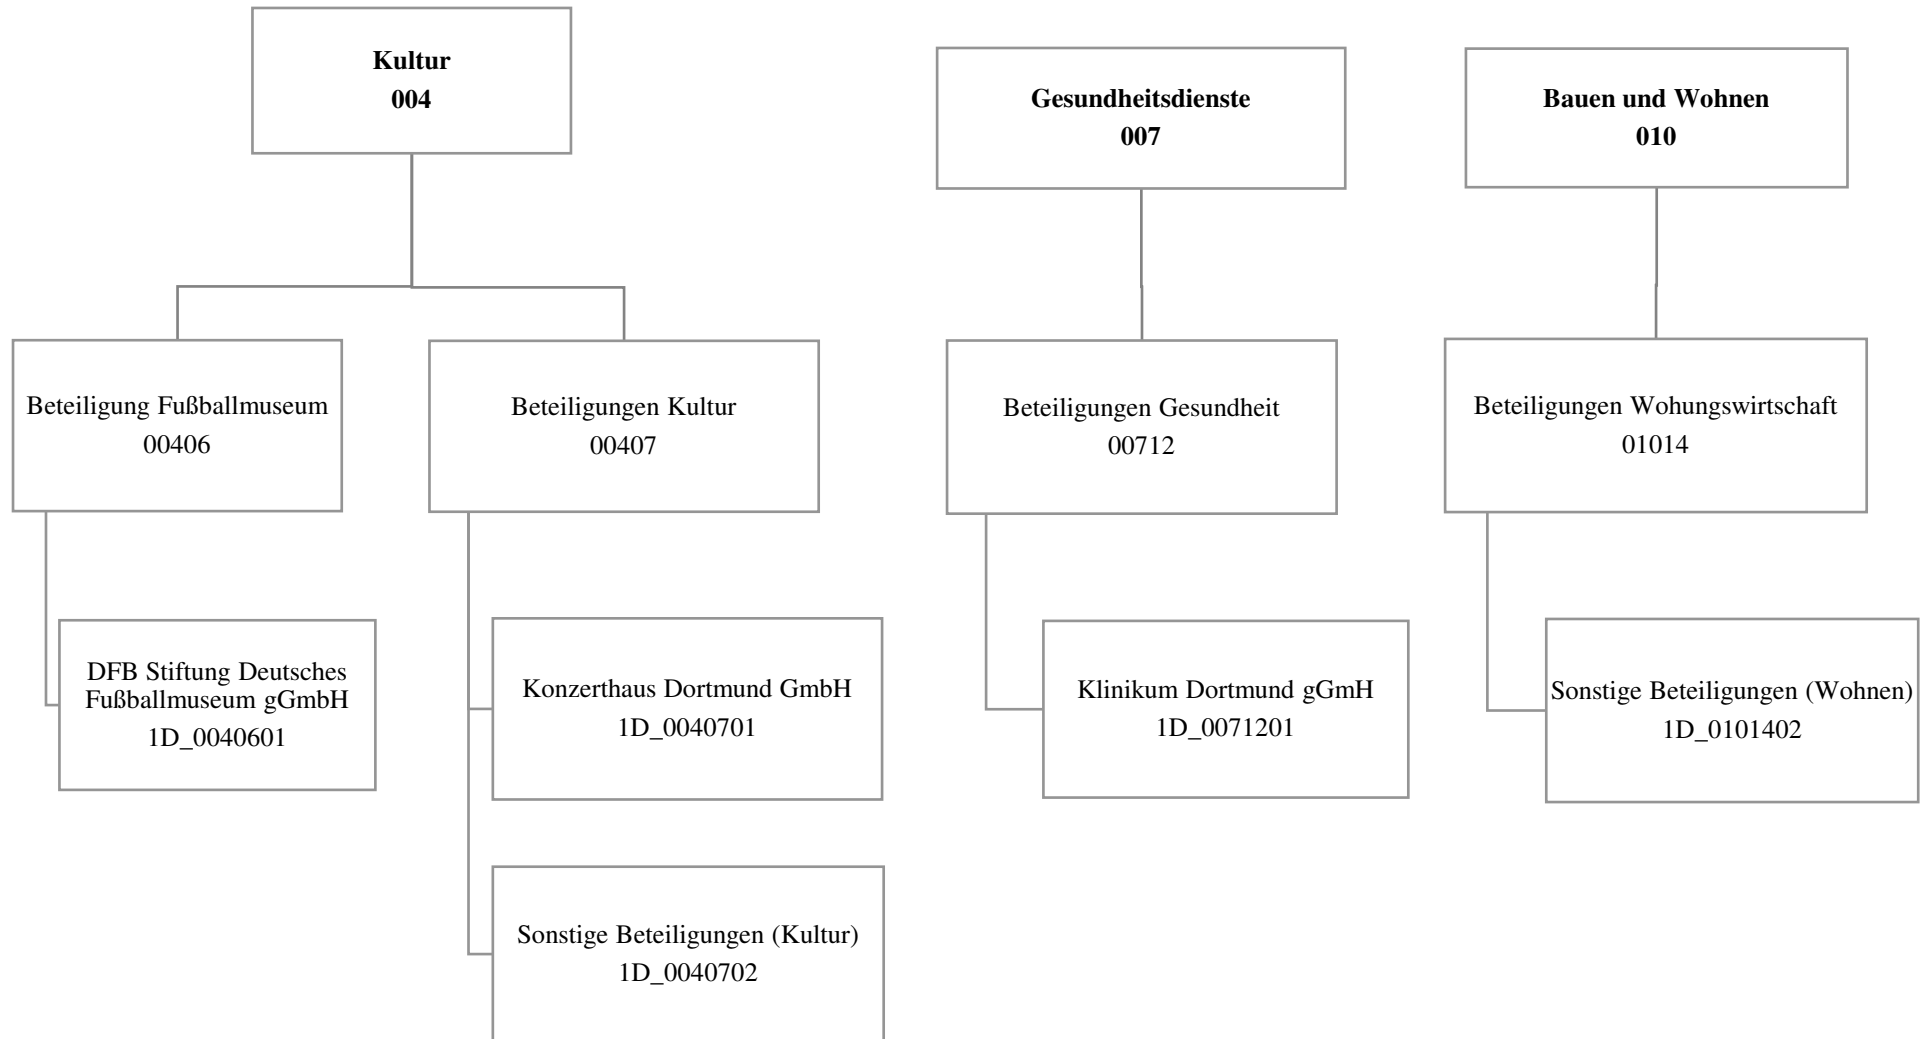 Kultur
004
Gesundheitsdienste
007
Bauen und Wohnen
010
Beteiligung Fußballmuseum
00406
Beteiligungen Kultur
00407
Beteiligungen Gesundheit
00712
Beteiligungen Wohungswirtschaft
01014
DFB Stiftung Deutsches
Fußballmuseum gGmbH
1D_0040601
Konzerthaus Dortmund GmbH
1D_0040701
Klinikum Dortmund gGmH
1D_0071201
Sonstige Beteiligungen (Wohnen)
1D_0101402
Sonstige Beteiligungen (Kultur)
1D_0040702